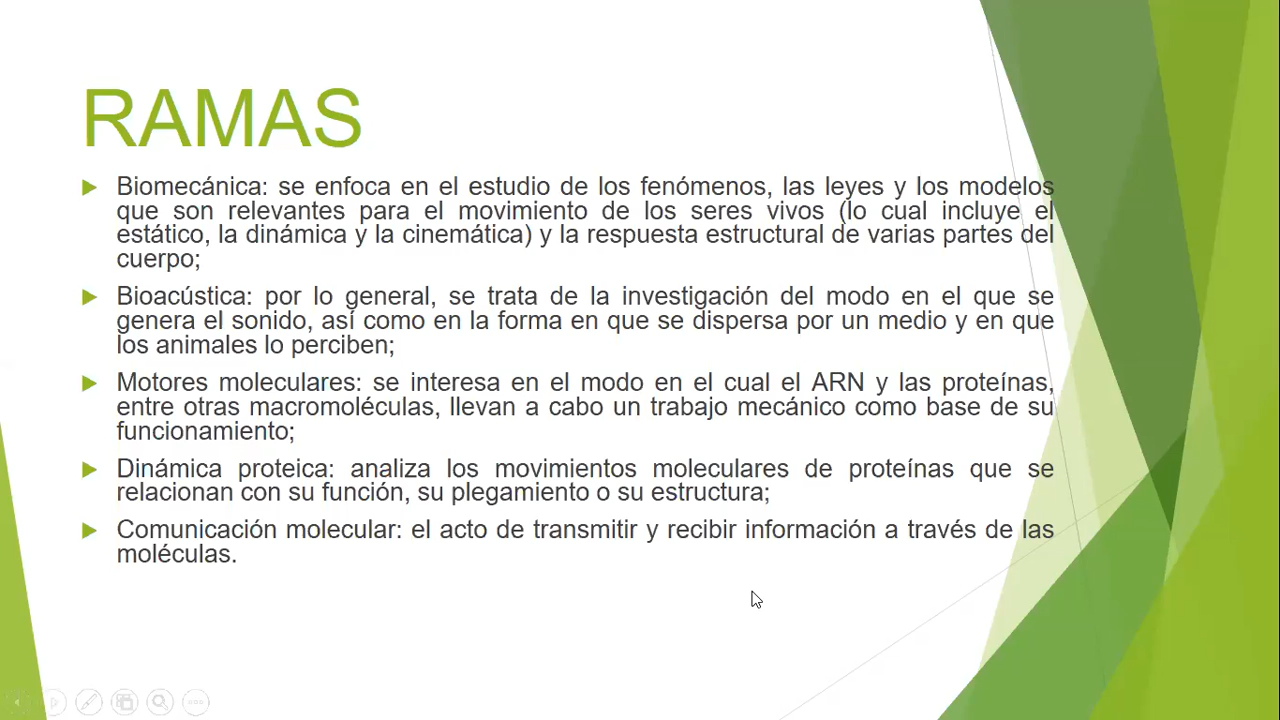 RAMAS
Biomecánica: se enfoca en el estudio de los fenómenos, las leyes y los modelos
que son relevantes para el movimiento de los seres vivos (lo cual incluye el
estático, la dinámica y la cinemática) y la respuesta estructural de varias partes del
cuerpo;
Bioacústica: por lo general, se trata de la investigación del modo en el que se
genera el sonido, así como en la forma en que se dispersa por un medio y en que
los animales lo perciben;
Motores moleculares: se interesa en el modo en el cual el ARN y las proteínas,
entre otras macromoléculas, llevan a cabo un trabajo mecánico como base de su
funcionamiento;
Dinámica proteica: analiza los movimientos moleculares de proteínas que se
relacionan con su función, su plegamiento o su estructura;
Comunicación molecular: el acto de transmitir y recibir información a través de las
moléculas.